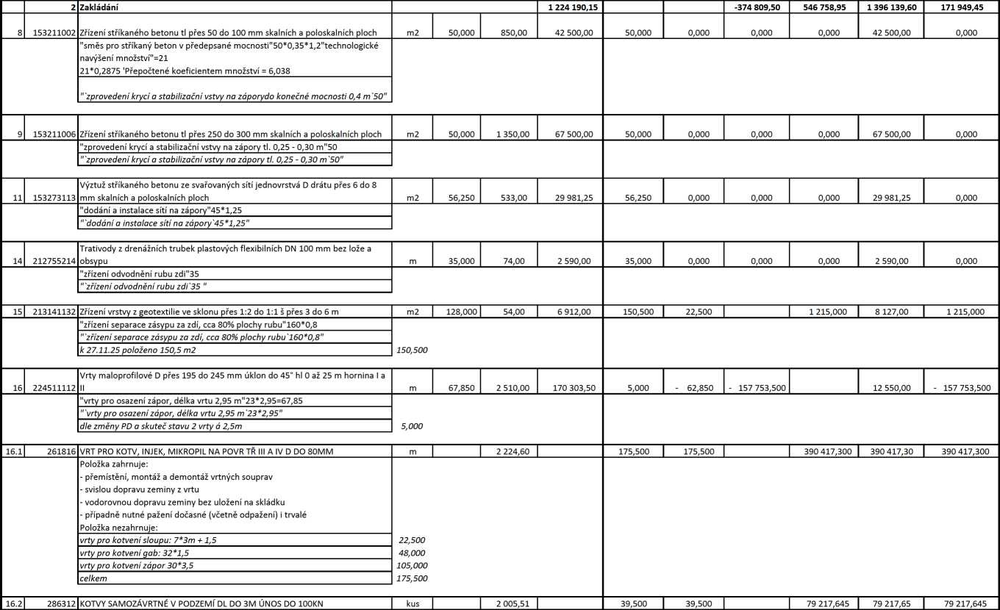 2 Zakládání 1 224 190,15 -374 809,50 546 758,95 1 396 139,60 171 949,45
8 153211002 Zřízení stříkaného betonu tl přes 50 do 100 mm skalních a poloskalních ploch m2 50,000 850,00 42 500,00 50,000 0,000 0,000 0,000 42 500,00 0,000
"směs pro stříkaný beton v předepsané mocnosti"50*0,35*1,2"technologické
navýšení množství"=21
21*0,2875 'Přepočtené koeficientem množství = 6,038
"`zprovedení krycí a stabilizační vstvy na záporydo konečné mocnosti 0,4 m`50"
9 153211006 Zřízení stříkaného betonu tl přes 250 do 300 mm skalních a poloskalních ploch m2 50,000 1 350,00 67 500,00 50,000 0,000 0,000 0,000 67 500,00 0,000
"zprovedení krycí a stabilizační vstvy na zápory tl. 0,25 - 0,30 m"50
"`zprovedení krycí a stabilizační vstvy na zápory tl. 0,25 - 0,30 m`50"
Výztuž stříkaného betonu ze svařovaných sítí jednovrstvá D drátu přes 6 do 8
11 153273113 mm skalních a poloskalních ploch m2 56,250 533,00 29 981,25 56,250 0,000 0,000 0,000 29 981,25 0,000
"dodání a instalace sítí na zápory"45*1,25
"`dodání a instalace sítí na zápory`45*1,25"
Trativody z drenážních trubek plastových flexibilních DN 100 mm bez lože a
14 212755214 obsypu m 35,000 74,00 2 590,00 35,000 0,000 0,000 0,000 2 590,00 0,000
"zřízení odvodnění rubu zdi"35
"`zřízení odvodnění rubu zdi`35 "
15 213141132 Zřízení vrstvy z geotextilie ve sklonu přes 1:2 do 1:1 š přes 3 do 6 m m2 128,000 54,00 6 912,00 150,500 22,500 1 215,000 8 127,00 1 215,000
"zřízení separace zásypu za zdí, cca 80% plochy rubu"160*0,8
"`zřízení separace zásypu za zdí, cca 80% plochy rubu`160*0,8"
k 27.11.25 položeno 150,5 m2 150,500
Vrty maloprofilové D přes 195 do 245 mm úklon do 45° hl 0 až 25 m hornina I a
16 224511112 II m 67,850 2 510,00 170 303,50 5,000 - 62,850 - 157 753,500 12 550,00 - 157 753,500
"vrty pro osazení zápor, délka vrtu 2,95 m"23*2,95=67,85
"`vrty pro osazení zápor, délka vrtu 2,95 m`23*2,95"
dle změny PD a skuteč stavu 2 vrty á 2,5m 5,000
16.1 261816 VRT PRO KOTV, INJEK, MIKROPIL NA POVR TŘ III A IV D DO 80MM m 2 224,60 175,500 175,500 390 417,300 390 417,30 390 417,300
Položka zahrnuje:
- přemístění, montáž a demontáž vrtných souprav
- svislou dopravu zeminy z vrtu
- vodorovnou dopravu zeminy bez uložení na skládku
- případně nutné pažení dočasné (včetně odpažení) i trvalé
Položka nezahrnuje:
vrty pro kotvení sloupu: 7*3m + 1,5 22,500
vrty pro kotvení gab: 32*1,5 48,000
vrty pro kotvení zápor 30*3,5 105,000
celkem 175,500
16.2 286312 KOTVY SAMOZÁVRTNÉ V PODZEMÍ DL DO 3M ÚNOS DO 100KN kus 2 005,51 39,500 39,500 79 217,645 79 217,65 79 217,645